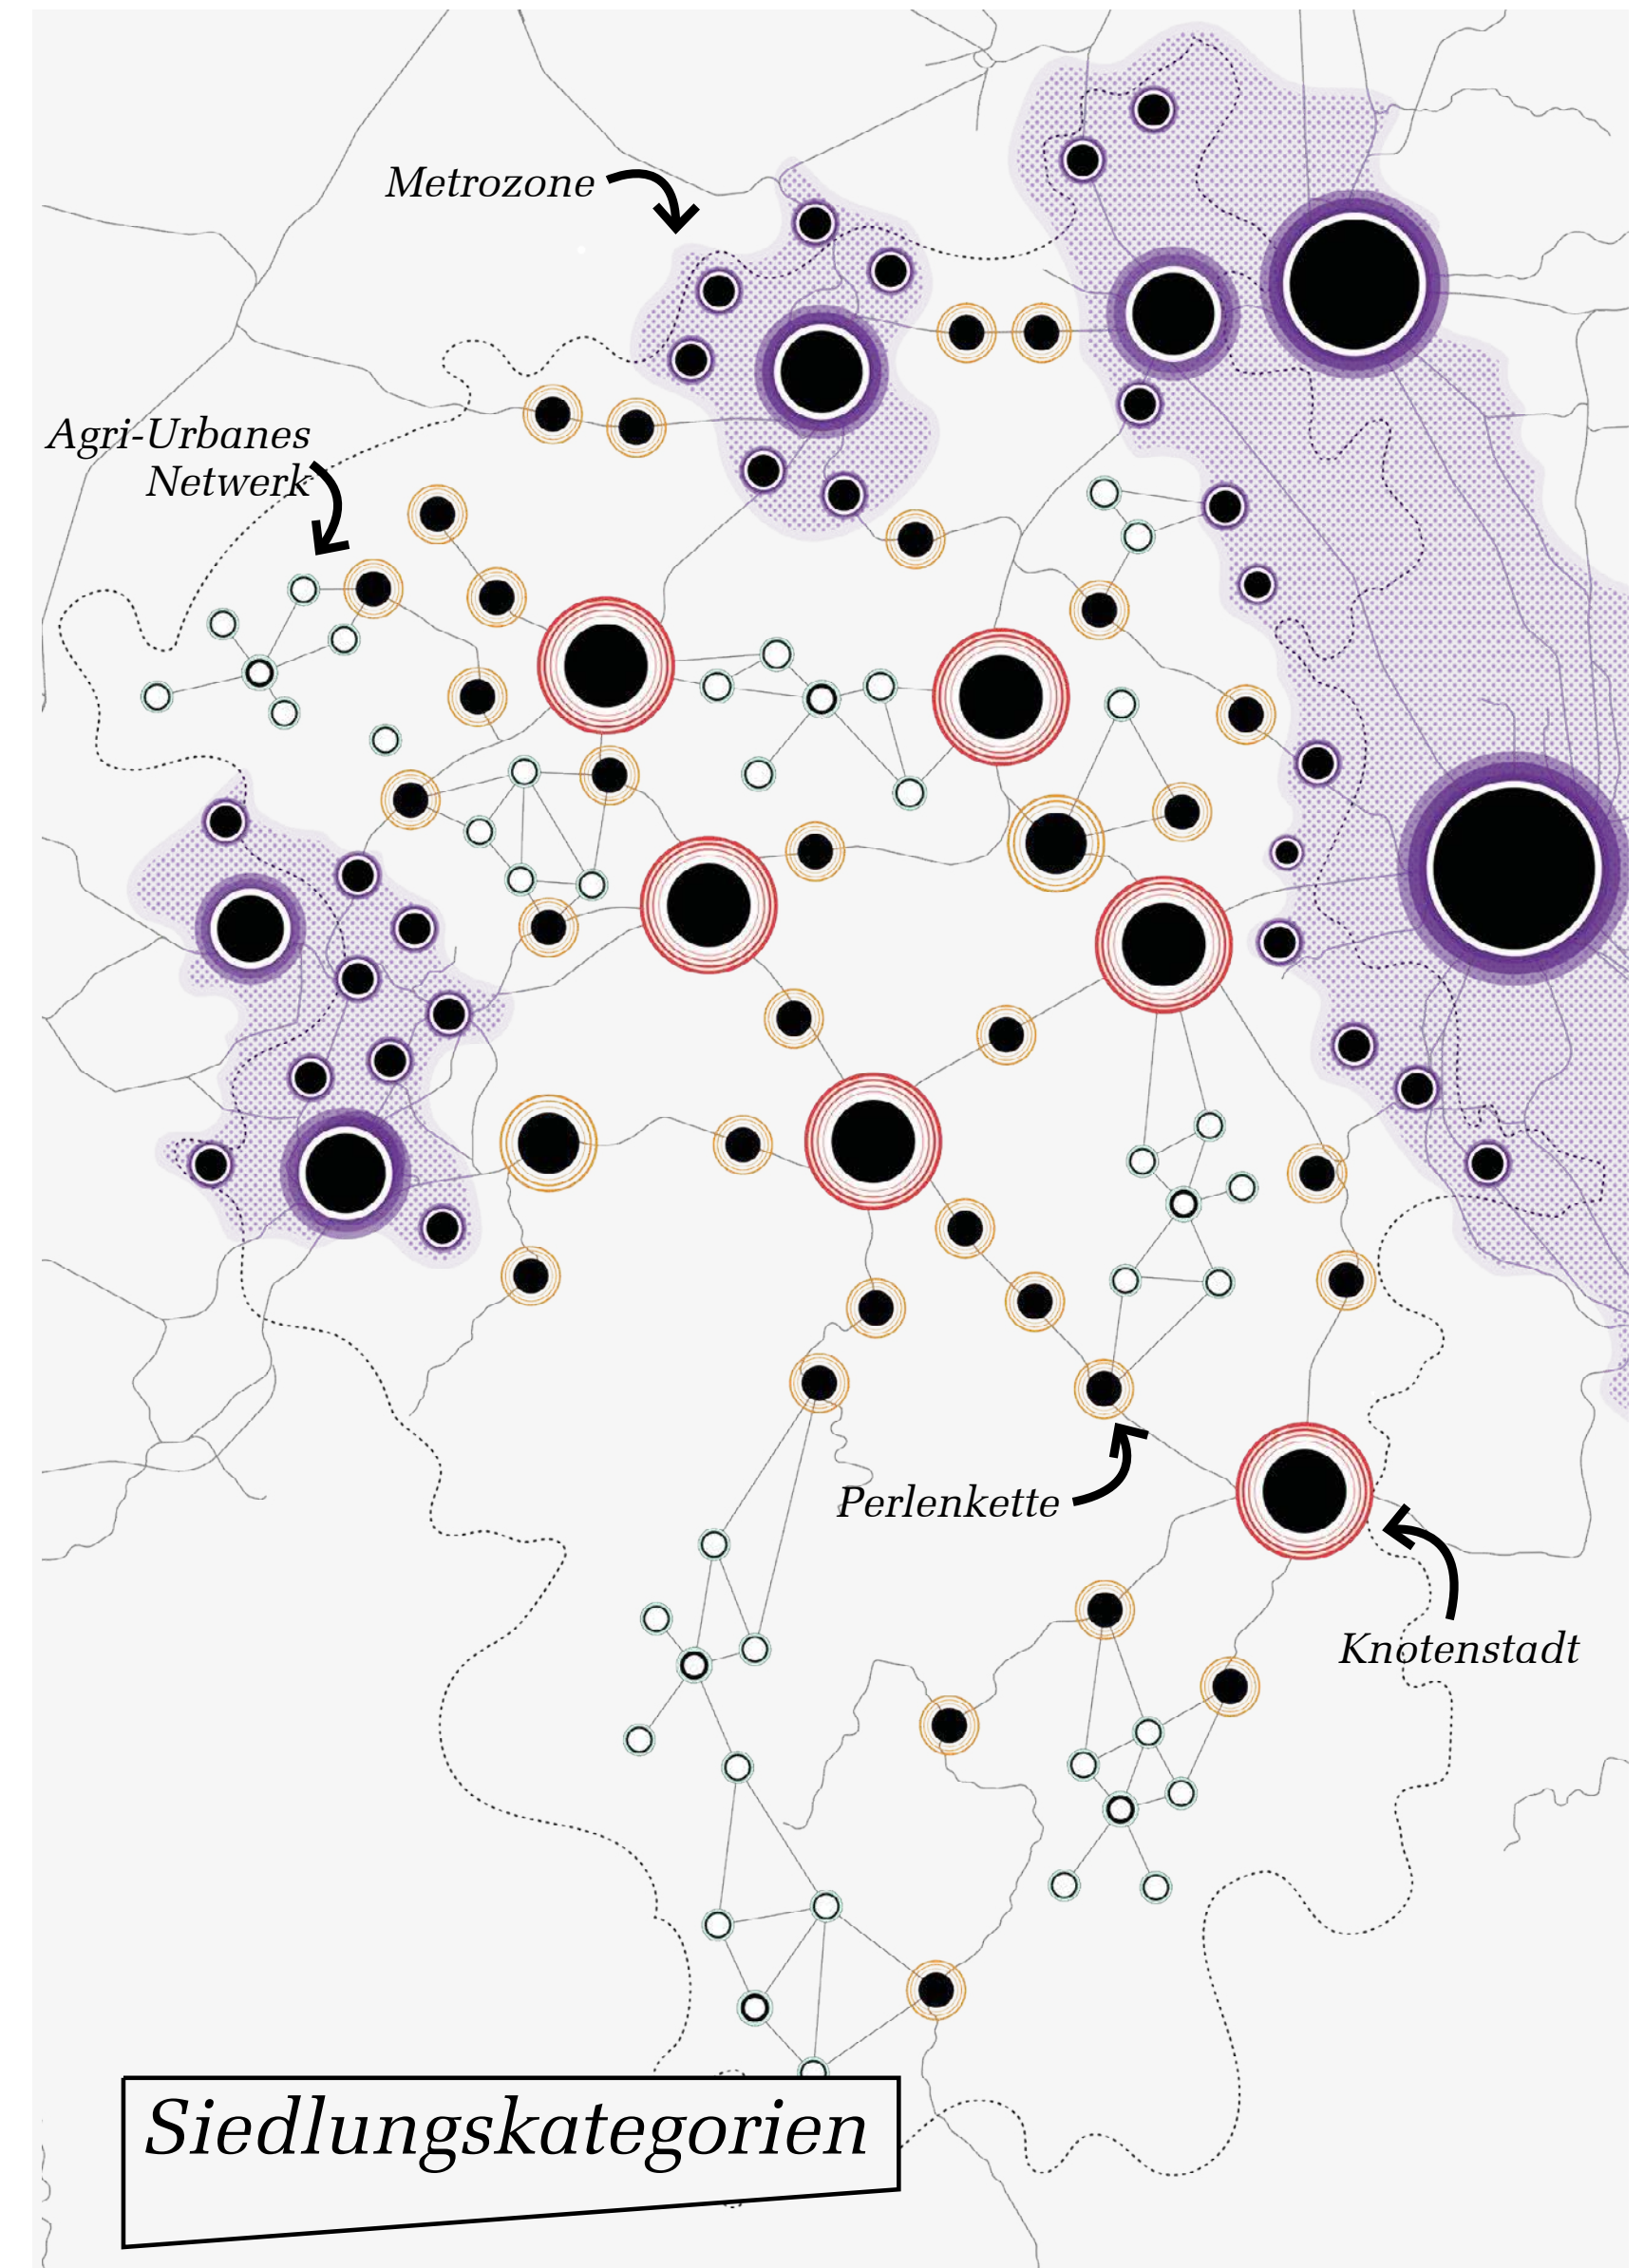 Metrozone
Agri-Urbanes
Netwerk
Perlenkette
Knotenstadt
Siedlungskategorien